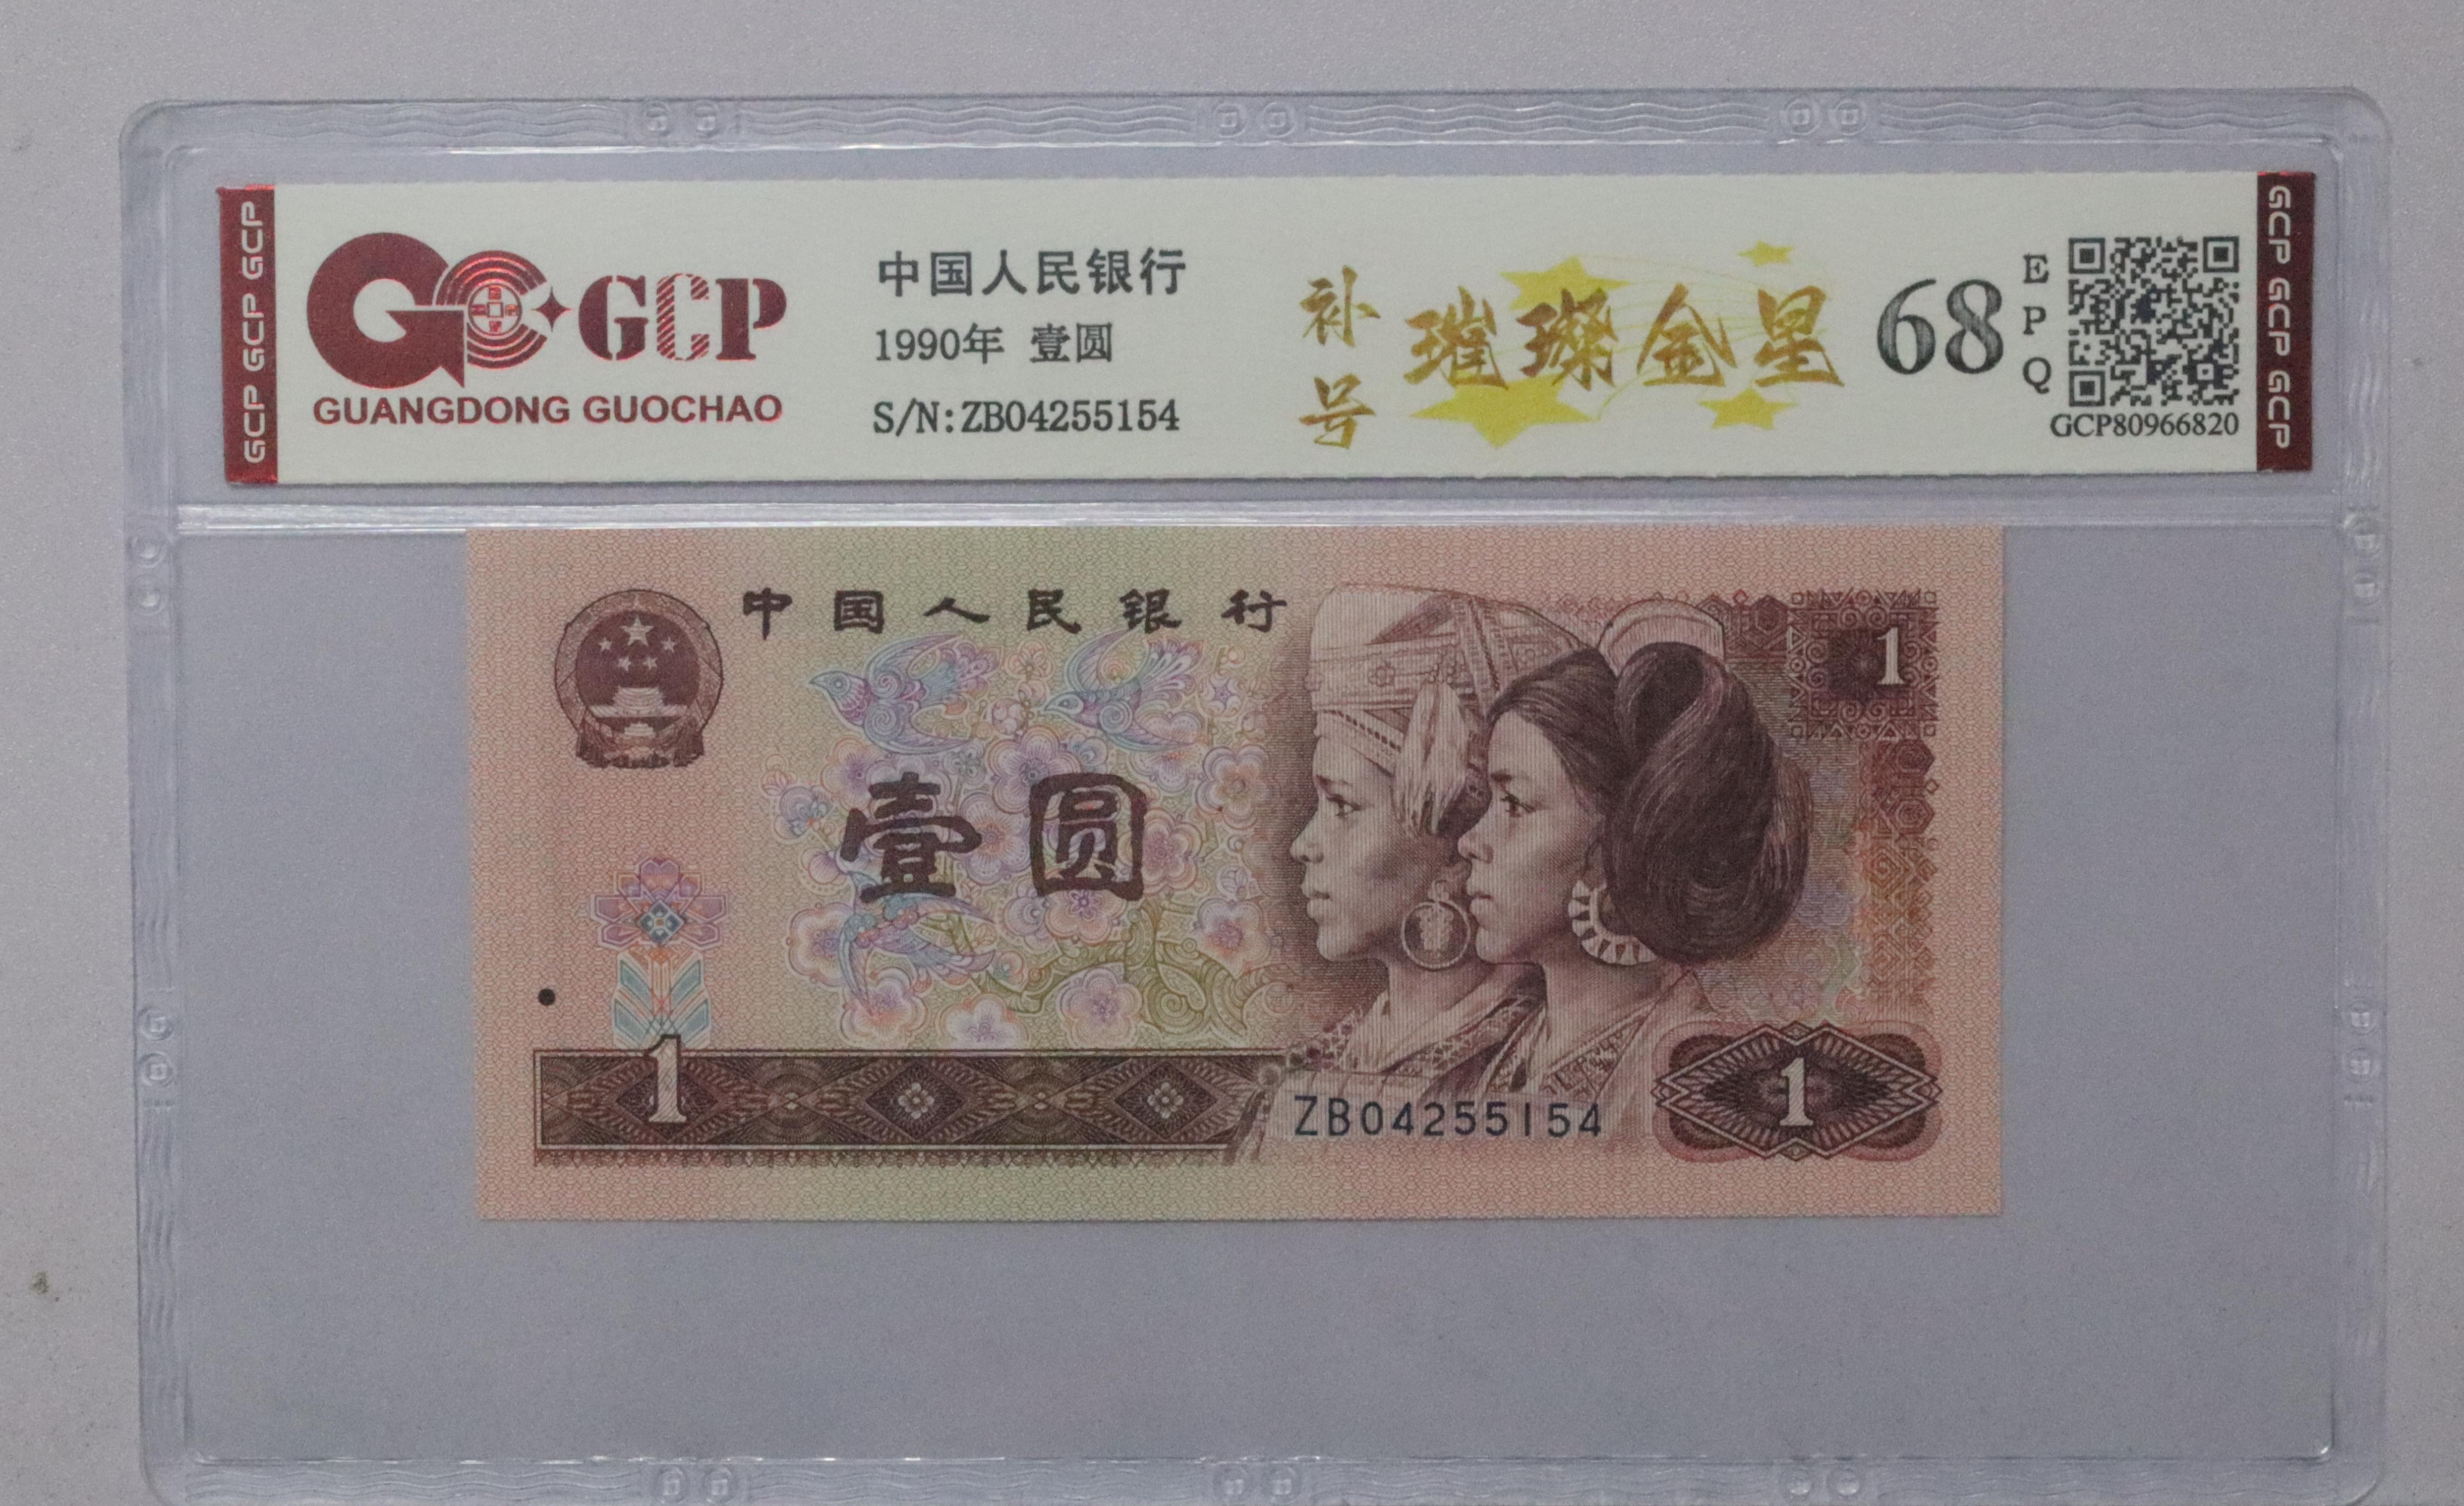 GCP GCP GCP
GCP
GUANGDONG GUOCHAO
中国人民银行
1990年 壹圆
S/N:ZB04255154
补号
璀璨金星
68
EPQ
GCP80966820
GCP GCP GCP
中国人民银行
1
壹圆
1
ZB04255154
1